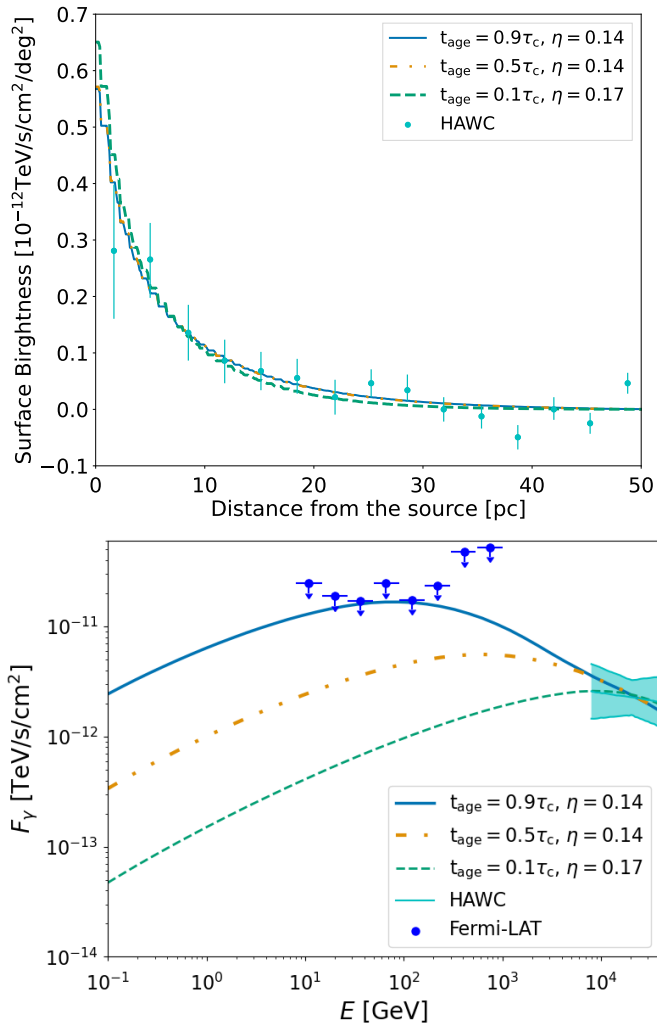 t_age = 0.9τ_c, η = 0.14
t_age = 0.5τ_c, η = 0.14
t_age = 0.1τ_c, η = 0.17
HAWC
Surface Birghtness [10⁻¹²TeV/s/cm²/deg²]
0.7
0.6
0.5
0.4
0.3
0.2
0.1
0.0
−0.1
0 10 20 30 40 50
Distance from the source [pc]
F_γ [TeV/s/cm²]
10⁻¹¹
10⁻¹²
10⁻¹³
10⁻¹⁴
t_age = 0.9τ_c, η = 0.14
t_age = 0.5τ_c, η = 0.14
t_age = 0.1τ_c, η = 0.17
HAWC
Fermi-LAT
10⁻¹ 10⁰ 10¹ 10² 10³ 10⁴
E [GeV]